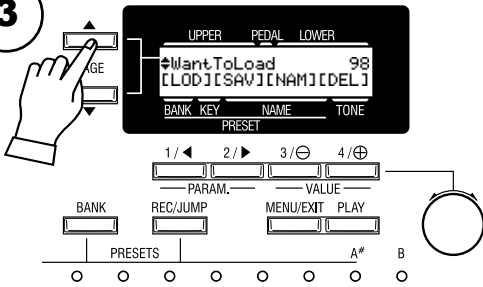 3
UPPER PEDAL LOWER
WantToLoad 98
[LOD][SAV][NAM][DEL]
BANK KEY NAME TONE
PRESET
AGE
1/◀ 2/▶ 3/⊖ 4/⊕
PARAM. VALUE
BANK REC/JUMP MENU/EXIT PLAY
PRESETS A# B